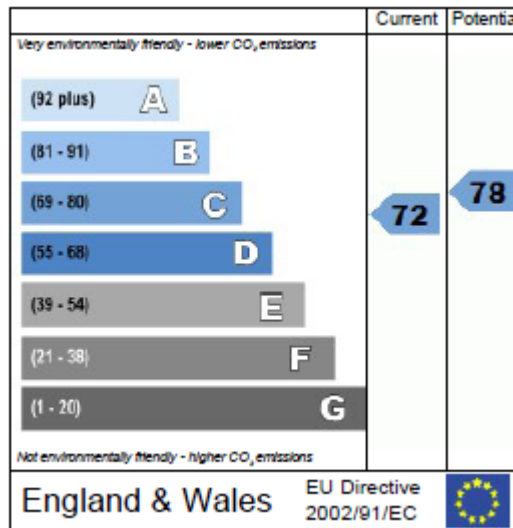 Current Potentia
Very environmentally friendly - lower CO₂ emissions
(92 plus) A
(81 - 91) B
(69 - 80) C
(55 - 68) D
(39 - 54) E
(21 - 38) F
(1 - 20) G
72
78
Not environmentally friendly - higher CO₂ emissions
England & Wales
EU Directive
2002/91/EC